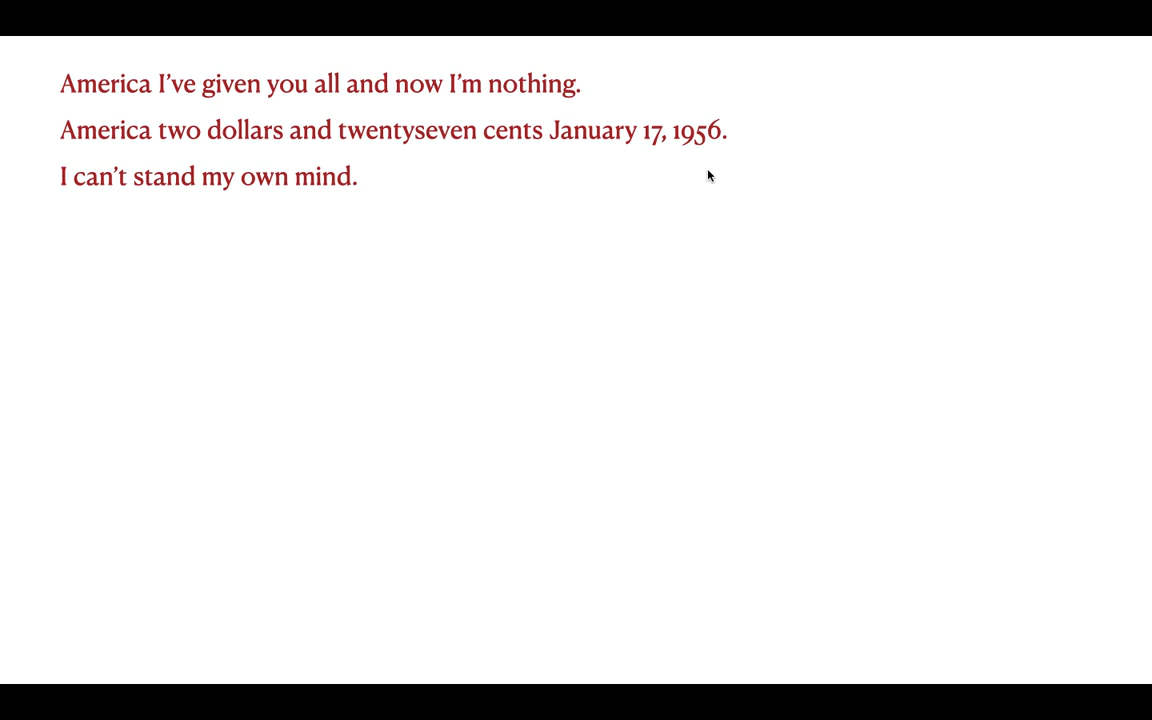 America I’ve given you all and now I’m nothing.
America two dollars and twentyseven cents January 17, 1956.
I can’t stand my own mind.